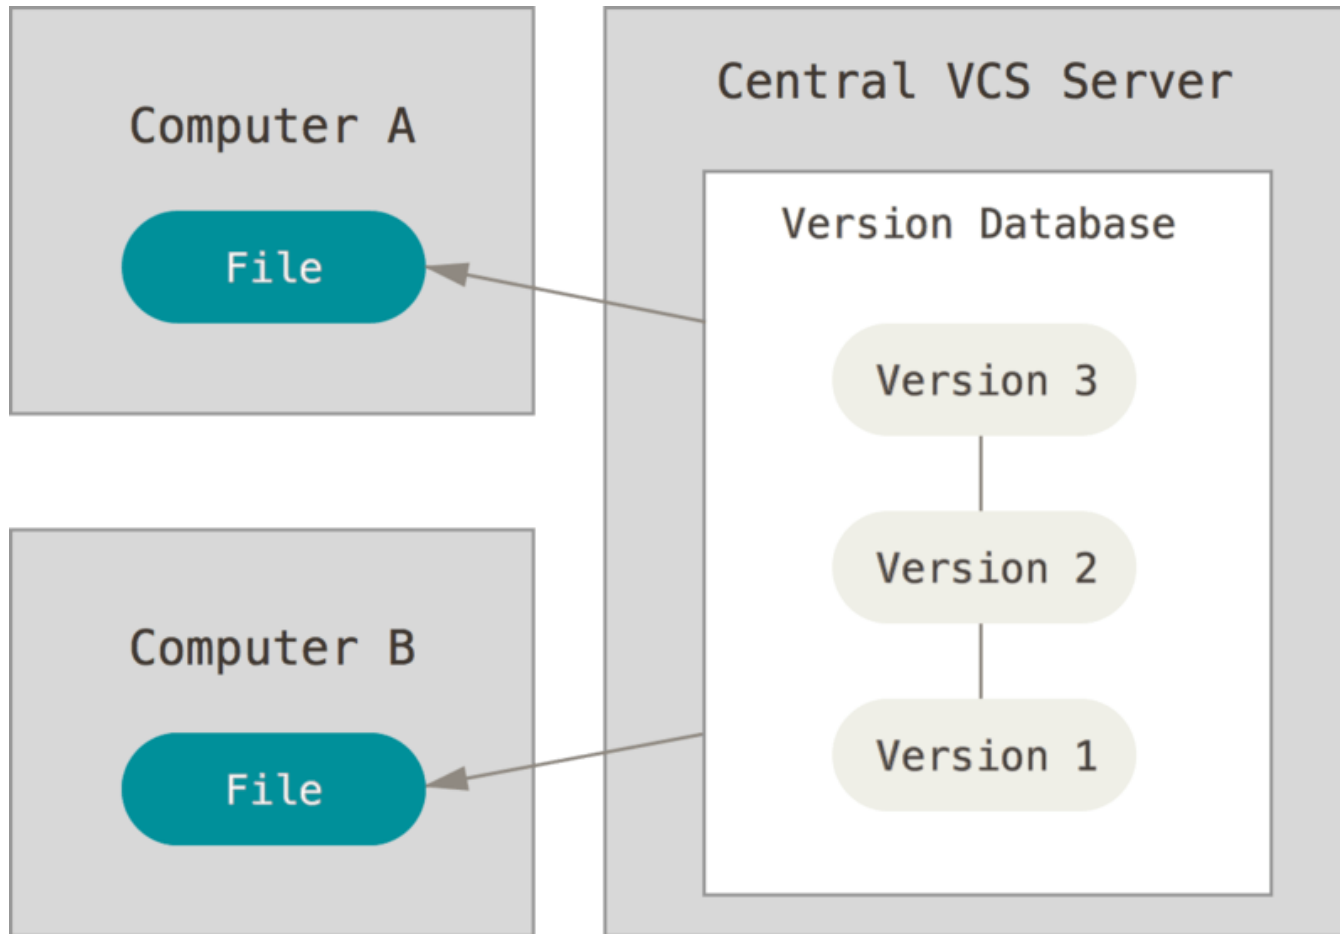 Computer A
File
Computer B
File
Central VCS Server
Version Database
Version 3
Version 2
Version 1